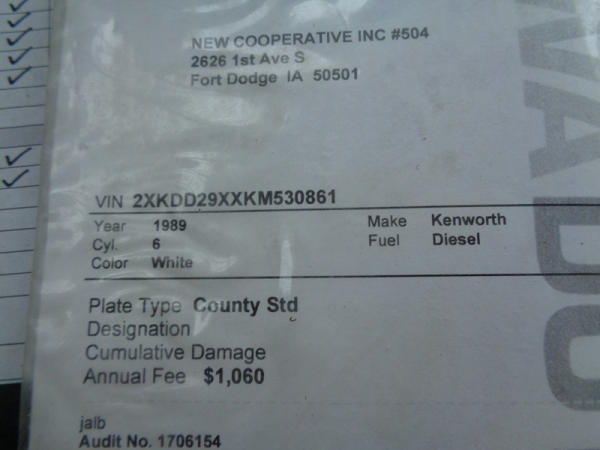 NEW COOPERATIVE INC #504
2626 1st Ave S
Fort Dodge IA 50501
VIN 2XKDD29XXKM530861
Year 1989 Make Kenworth
Cyl. 6 Fuel Diesel
Color White
Plate Type County Std
Designation
Cumulative Damage
Annual Fee $1,060
jalb
Audit No. 1706154